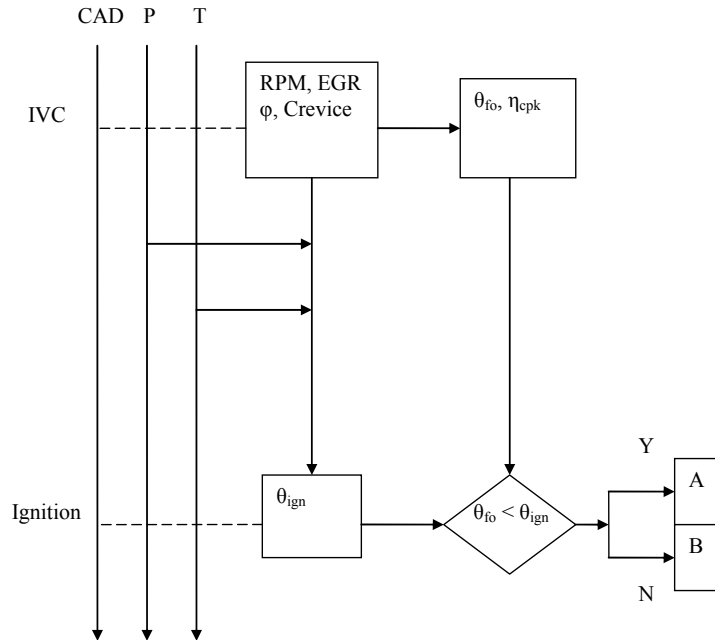 CAD P T
RPM, EGR
φ, Crevice
θfo, ηcpk
IVC
Y
A
θign
θfo < θign
Ignition
B
N